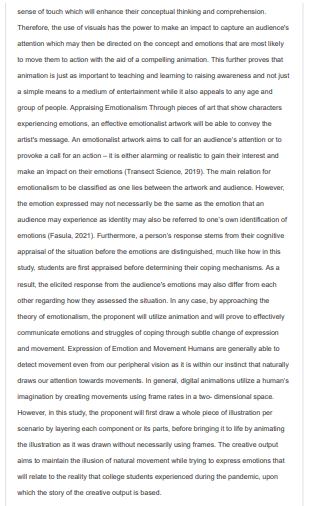 sense of touch which will enhance their conceptual thinking and comprehension.
Therefore, the use of visuals has the power to make an impact to capture an audience's
attention which may then be directed on the concept and emotions that are most likely
to move them to action with the aid of a compelling animation. This further proves that
animation is just as important to teaching and learning to raising awareness and not just
a simple means to a medium of entertainment while it also appeals to any age and
group of people. Appraising Emotionalism Through pieces of art that show characters
experiencing emotions, an effective emotionalist artwork will be able to convey the
artist's message. An emotionalist artwork aims to call for an audience's attention or to
provoke a call for an action – it is either alarming or realistic to gain their interest and
make an impact on their emotions (Transect Science, 2019). The main relation for
emotionalism to be classified as one lies between the artwork and audience. However,
the emotion expressed may not necessarily be the same as the emotion that an
audience may experience as identity may also be referred to one's own identification of
emotions (Fasula, 2021). Furthermore, a person's response stems from their cognitive
appraisal of the situation before the emotions are distinguished, much like how in this
study, students are first appraised before determining their coping mechanisms. As a
result, the elicited response from the audience's emotions may also differ from each
other regarding how they assessed the situation. In any case, by approaching the
theory of emotionalism, the proponent will utilize animation and will prove to effectively
communicate emotions and struggles of coping through subtle change of expression
and movement. Expression of Emotion and Movement Humans are generally able to
detect movement even from our peripheral vision as it is within our instinct that naturally
draws our attention towards movements. In general, digital animations utilize a human's
imagination by creating movements using frame rates in a two- dimensional space.
However, in this study, the proponent will first draw a whole piece of illustration per
scenario by layering each component or its parts, before bringing it to life by animating
the illustration as it was drawn without necessarily using frames. The creative output
aims to maintain the illusion of natural movement while trying to express emotions that
will relate to the reality that college students experienced during the pandemic, upon
which the story of the creative output is based.